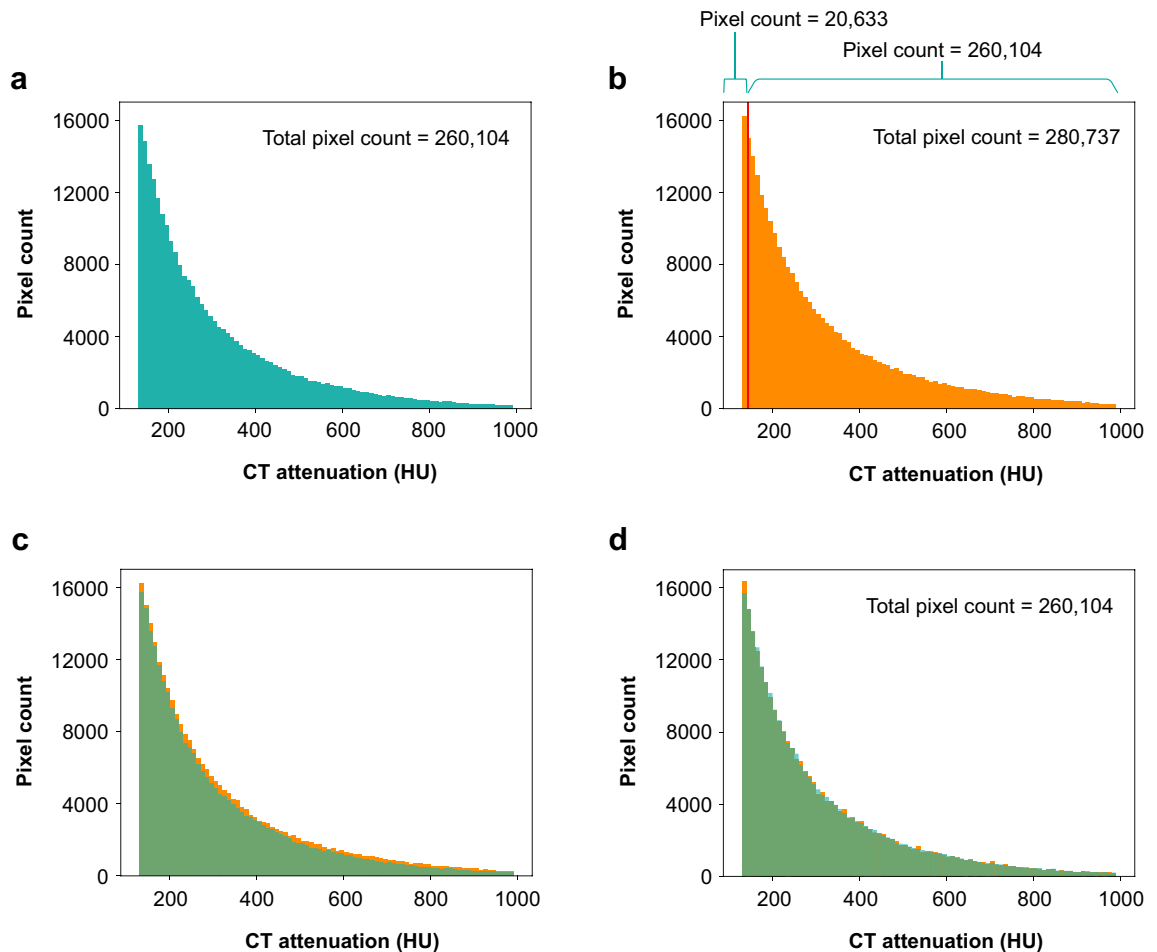 Pixel count = 20,633
Pixel count = 260,104
a
Total pixel count = 260,104
16000
12000
8000
4000
0
Pixel count
200
400
600
800
1000
CT attenuation (HU)
b
Total pixel count = 280,737
16000
12000
8000
4000
0
Pixel count
200
400
600
800
1000
CT attenuation (HU)
c
16000
12000
8000
4000
0
Pixel count
200
400
600
800
1000
CT attenuation (HU)
d
Total pixel count = 260,104
16000
12000
8000
4000
0
Pixel count
200
400
600
800
1000
CT attenuation (HU)